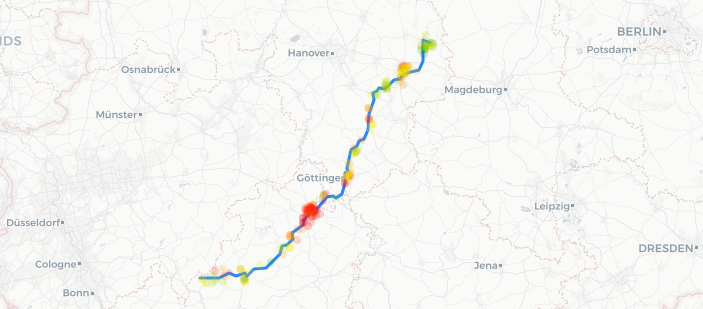 NDS
BERLIN
Potsdam
Hanover
Osnabrück
Magdeburg
Münster
Göttingen
Leipzig
Düsseldorf
DRESDEN
Cologne
Jena
Bonn